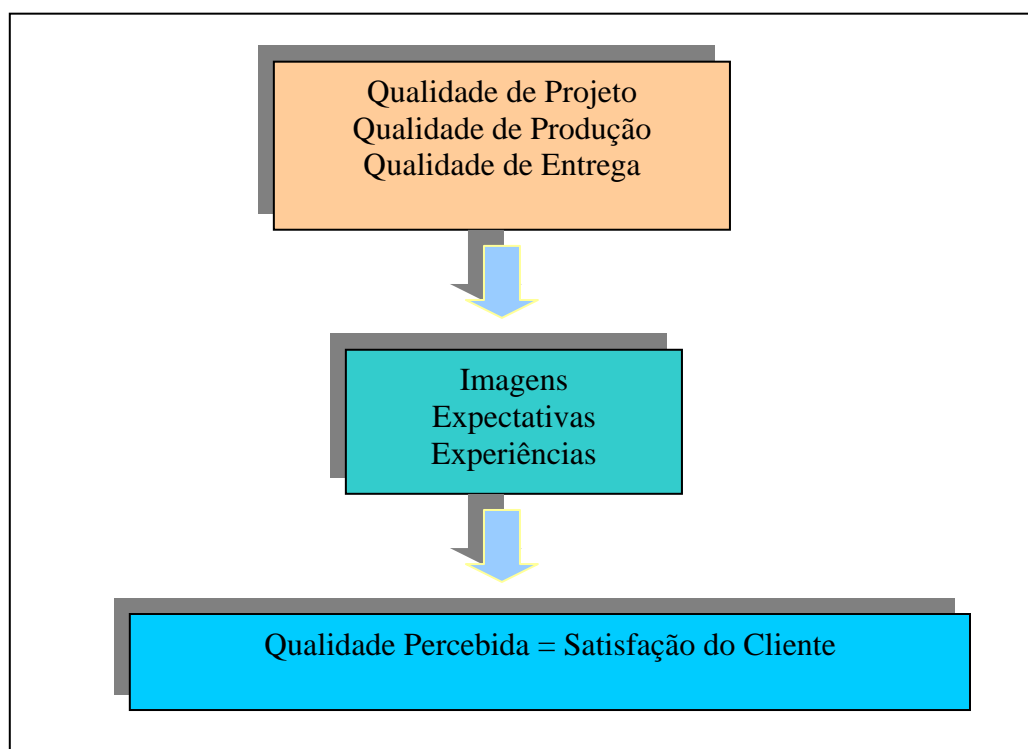 Qualidade de Projeto
Qualidade de Produção
Qualidade de Entrega
Imagens
Expectativas
Experiências
Qualidade Percebida = Satisfação do Cliente